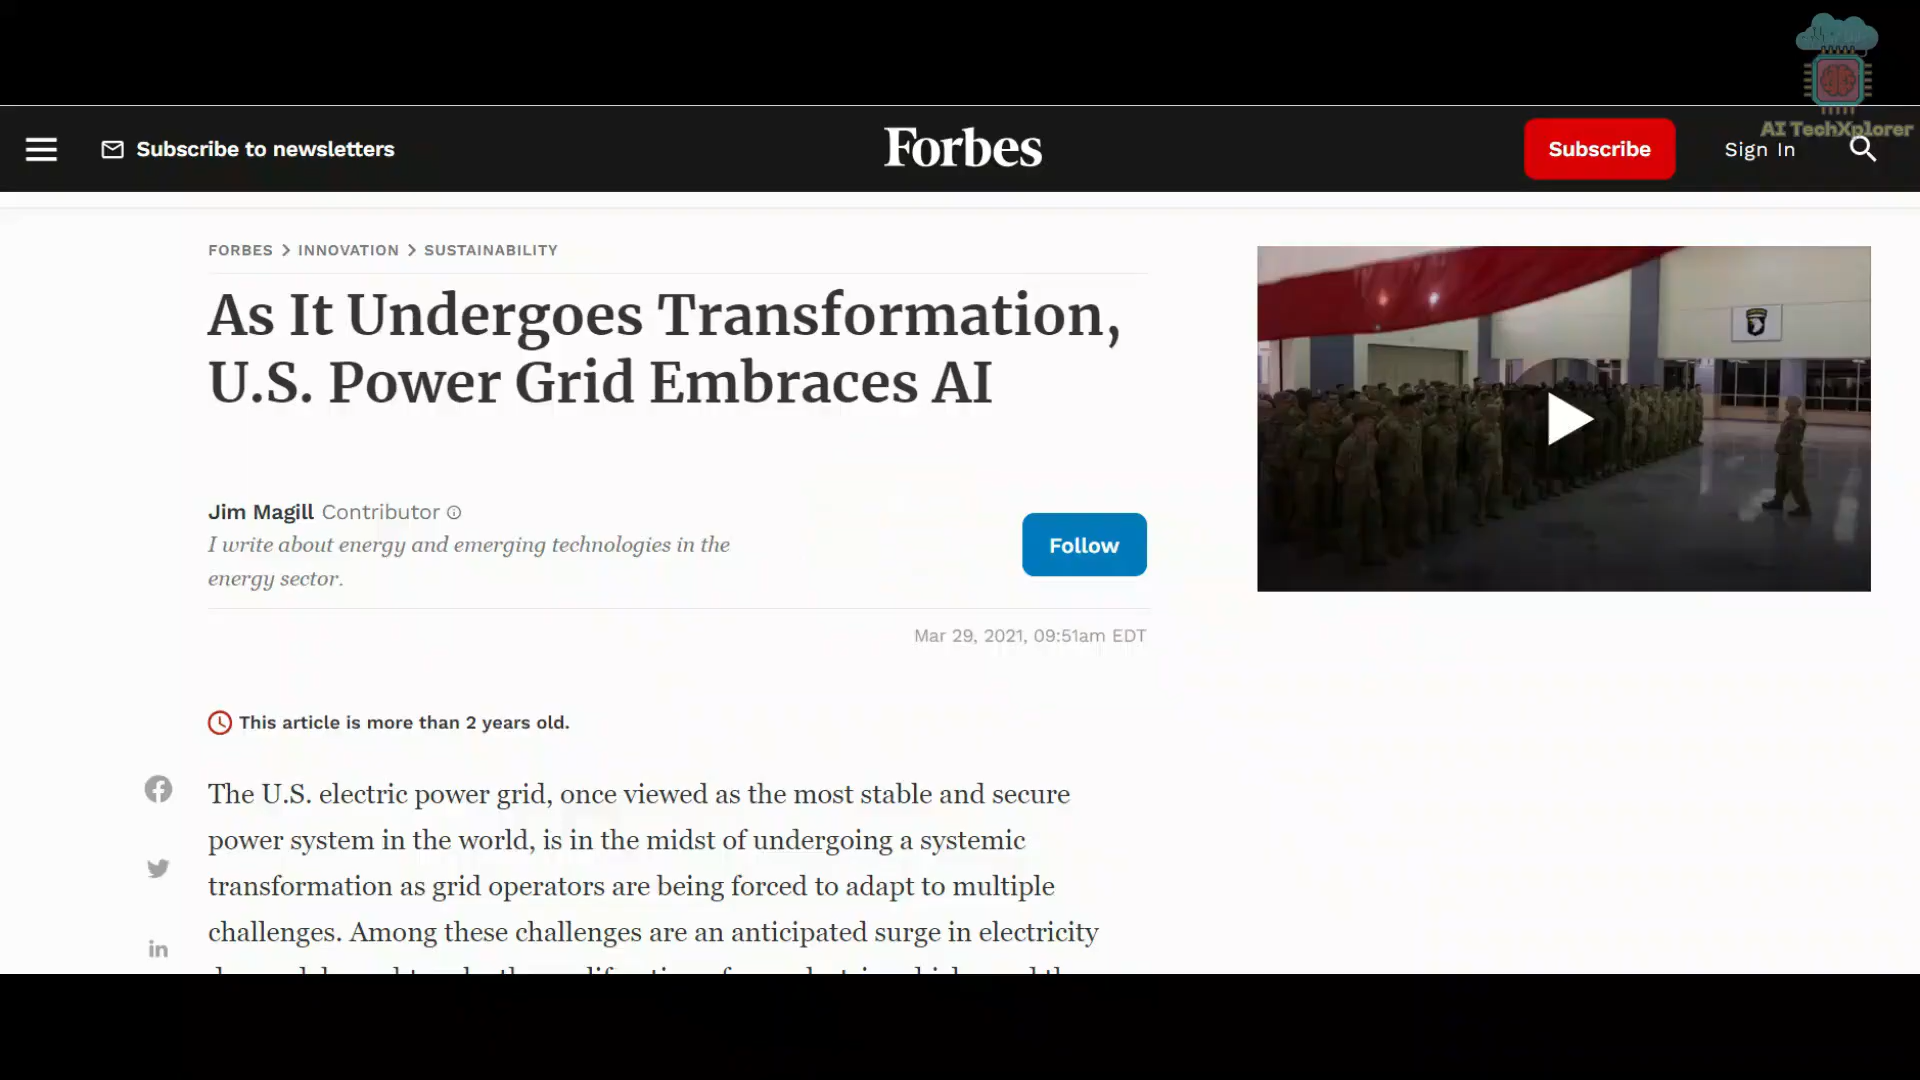 AI TechXplorer
Subscribe to newsletters
Forbes
Subscribe
Sign In
FORBES > INNOVATION > SUSTAINABILITY
As It Undergoes Transformation,
U.S. Power Grid Embraces AI
Jim Magill Contributor
I write about energy and emerging technologies in the
energy sector.
Follow
Mar 29, 2021, 09:51am EDT
This article is more than 2 years old.
The U.S. electric power grid, once viewed as the most stable and secure
power system in the world, is in the midst of undergoing a systemic
transformation as grid operators are being forced to adapt to multiple
challenges. Among these challenges are an anticipated surge in electricity